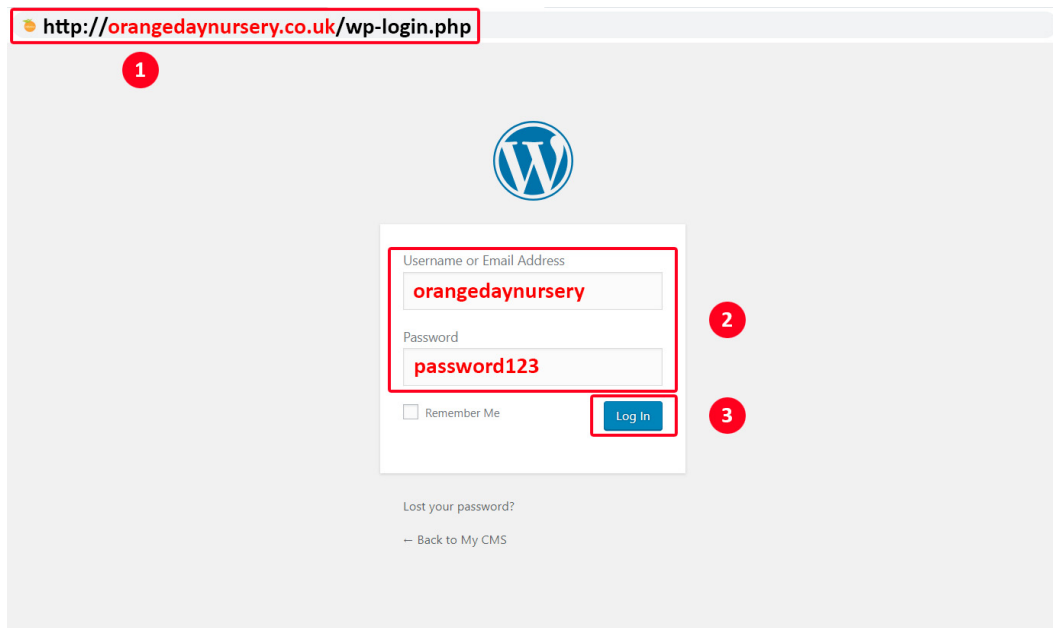 http://orangedaynursery.co.uk/wp-login.php
1
Username or Email Address
orangedaynursery
2
Password
password123
Remember Me
Log In
3
Lost your password?
← Back to My CMS